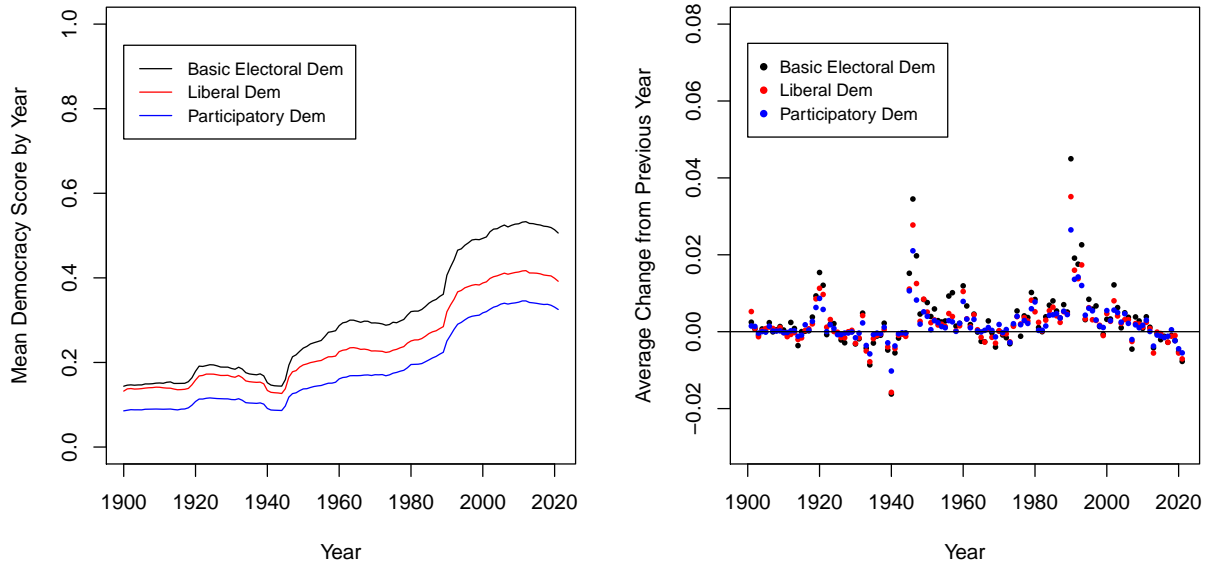 Mean Democracy Score by Year
1.0
0.8
0.6
0.4
0.2
0.0
Basic Electoral Dem
Liberal Dem
Participatory Dem
1900 1920 1940 1960 1980 2000 2020
Year
Average Change from Previous Year
0.08
0.06
0.04
0.02
0.00
−0.02
Basic Electoral Dem
Liberal Dem
Participatory Dem
1900 1920 1940 1960 1980 2000 2020
Year